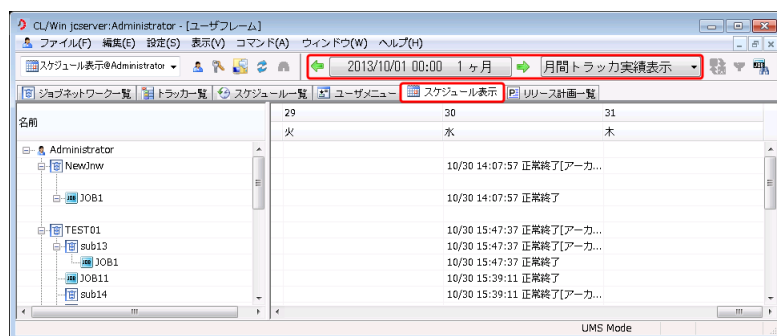 CL/Win jcserver:Administrator - [ユーザフレーム]
ファイル(F) 編集(E) 設定(S) 表示(V) コマンド(A) ウィンドウ(W) ヘルプ(H)
スケジュール表示@Administrator 2013/10/01 00:00 1 ヶ月 月間トラッカ実績表示
ジョブネットワーク一覧 トラッカ一覧 スケジュール一覧 ユーザメニュー スケジュール表示 リリース計画一覧
名前 29 30 31
火 水 木
Administrator
NewJnw 10/30 14:07:57 正常終了[アーカ...
JOB1 10/30 14:07:57 正常終了
TEST01 10/30 15:47:37 正常終了[アーカ...
sub13 10/30 15:47:37 正常終了[アーカ...
JOB1 10/30 15:47:37 正常終了
JOB11 10/30 15:39:11 正常終了
sub14 10/30 15:39:11 正常終了[アーカ...
UMS Mode